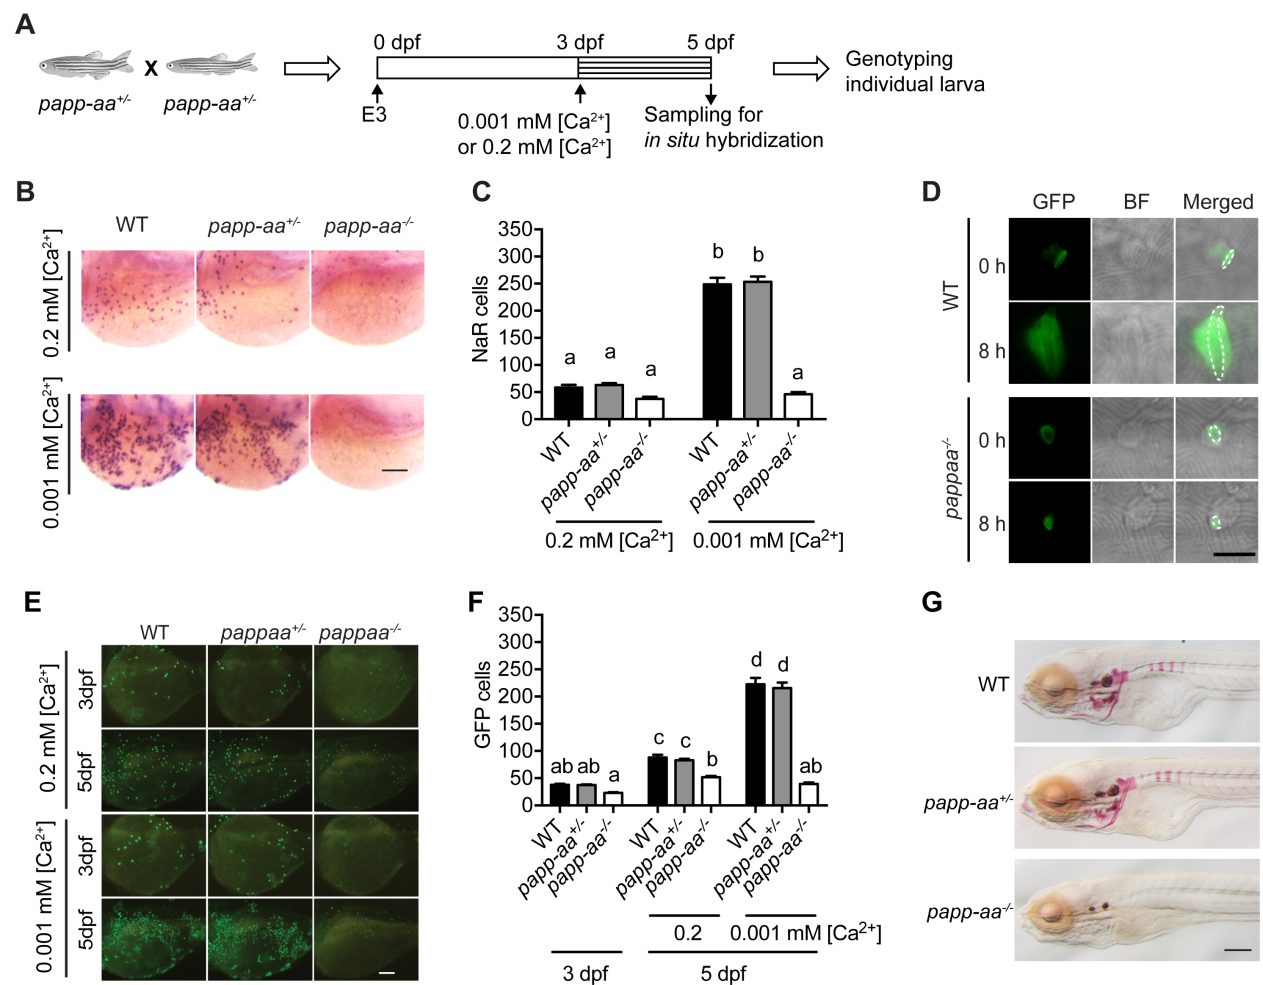 A
0 dpf
3 dpf
5 dpf
X
papp-aa+/-
papp-aa+/-
E3
0.001 mM [Ca2+]
or 0.2 mM [Ca2+]
Sampling for
in situ hybridization
Genotyping
individual larva
B
WT
papp-aa+/-
papp-aa-/-
0.2 mM [Ca2+]
0.001 mM [Ca2+]
C
NaR cells
350
300
250
200
150
100
50
0
a
a
a
b
b
a
WT
papp-aa+/-
papp-aa-/-
WT
papp-aa+/-
papp-aa-/-
0.2 mM [Ca2+]
0.001 mM [Ca2+]
D
GFP
BF
Merged
WT
0 h
8 h
pappaa-/-
0 h
8 h
E
WT
pappaa+/-
pappaa-/-
0.2 mM [Ca2+]
3dpf
5dpf
0.001 mM [Ca2+]
3dpf
5dpf
F
GFP cells
350
300
250
200
150
100
50
0
ab
ab
a
c
c
b
d
d
ab
WT
papp-aa+/-
papp-aa-/-
WT
papp-aa+/-
papp-aa-/-
WT
papp-aa+/-
papp-aa-/-
0.2
0.001 mM [Ca2+]
3 dpf
5 dpf
G
WT
papp-aa+/-
papp-aa-/-